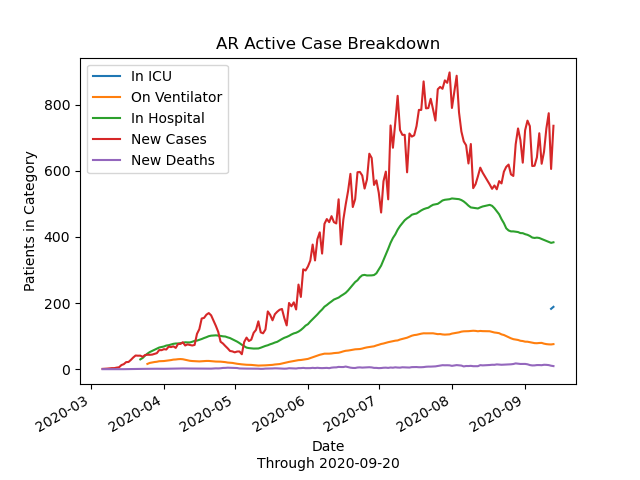 AR Active Case Breakdown
In ICU
On Ventilator
In Hospital
New Cases
New Deaths
Patients in Category
800
600
400
200
0
2020-03
2020-04
2020-05
2020-06
2020-07
2020-08
2020-09
Date
Through 2020-09-20